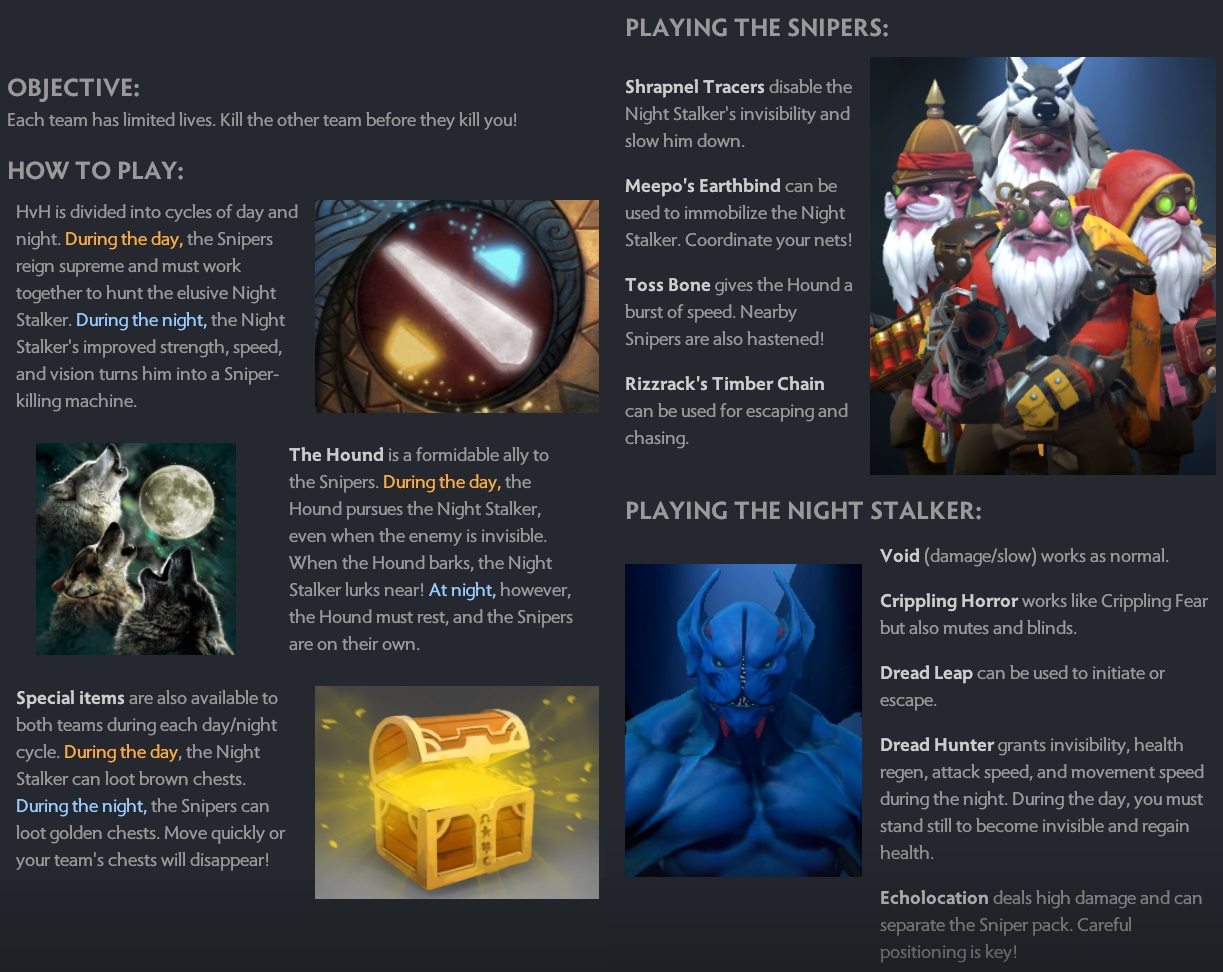 OBJECTIVE:
Each team has limited lives. Kill the other team before they kill you!
HOW TO PLAY:
HvH is divided into cycles of day and
night. During the day, the Snipers
reign supreme and must work
together to hunt the elusive Night
Stalker. During the night, the Night
Stalker's improved strength, speed,
and vision turns him into a Sniper-
killing machine.
The Hound is a formidable ally to
the Snipers. During the day, the
Hound pursues the Night Stalker,
even when the enemy is invisible.
When the Hound barks, the Night
Stalker lurks near! At night, however,
the Hound must rest, and the Snipers
are on their own.
Special items are also available to
both teams during each day/night
cycle. During the day, the Night
Stalker can loot brown chests.
During the night, the Snipers can
loot golden chests. Move quickly or
your team's chests will disappear!
PLAYING THE SNIPERS:
Shrapnel Tracers disable the
Night Stalker's invisibility and
slow him down.
Meepo's Earthbind can be
used to immobilize the Night
Stalker. Coordinate your nets!
Toss Bone gives the Hound a
burst of speed. Nearby
Snipers are also hastened!
Rizzrack's Timber Chain
can be used for escaping and
chasing.
PLAYING THE NIGHT STALKER:
Void (damage/slow) works as normal.
Crippling Horror works like Crippling Fear
but also mutes and blinds.
Dread Leap can be used to initiate or
escape.
Dread Hunter grants invisibility, health
regen, attack speed, and movement speed
during the night. During the day, you must
stand still to become invisible and regain
health.
Echolocation deals high damage and can
separate the Sniper pack. Careful
positioning is key!